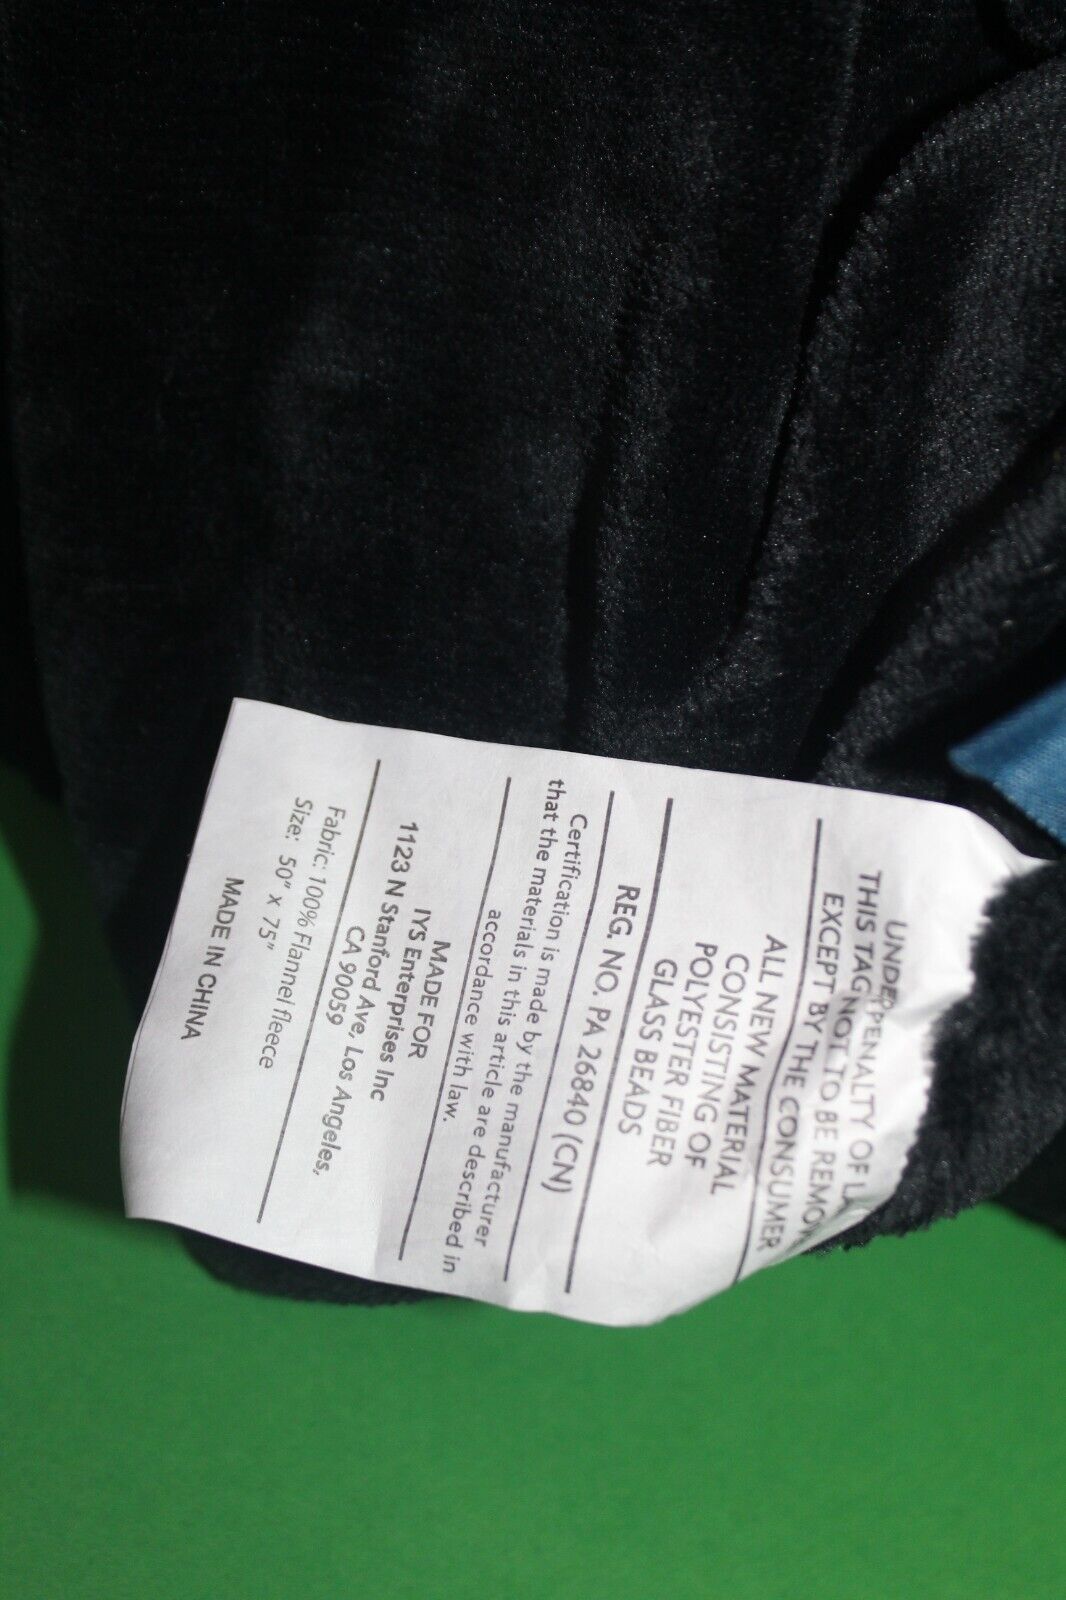 UNDER PENALTY OF
THIS TAG NOT TO BE
EXCEPT BY THE CONSUMER
ALL NEW MATERIAL
CONSISTING OF
POLYESTER FIBER
GLASS BEADS
REG. NO. PA 26840 (CN)
Certification is made by the manufacturer
that the materials in this article are described in
accordance with law.
MADE FOR
IYS Enterprises Inc
1123 N Stanford Ave, Los Angeles,
CA 90059
Fabric: 100% Flannel fleece
Size: 50" X 75"
MADE IN CHINA